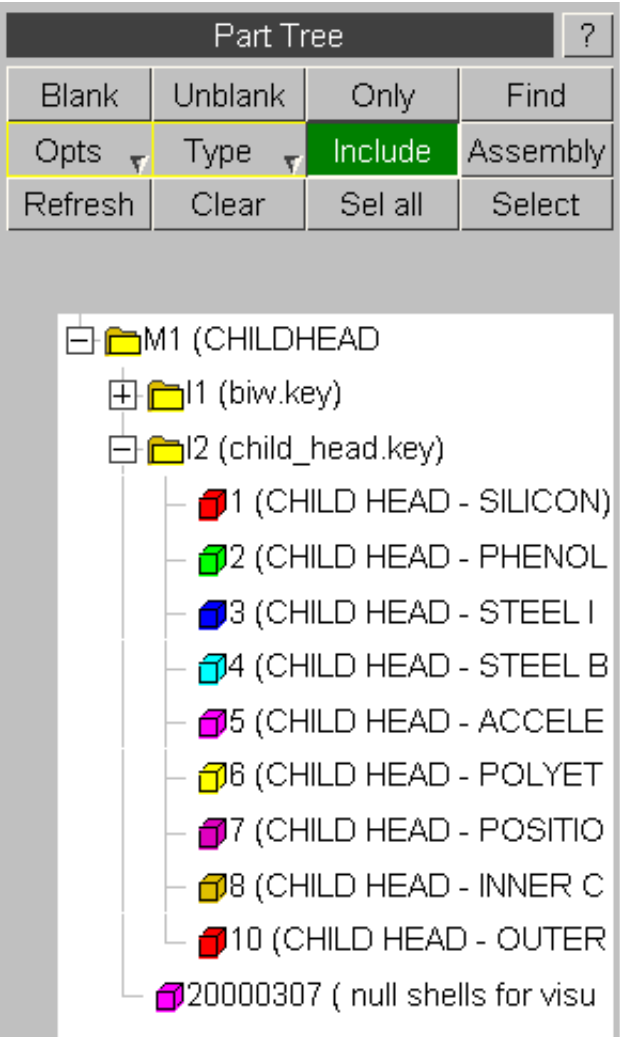 Part Tree ?
Blank Unblank Only Find
Opts Type Include Assembly
Refresh Clear Sel all Select
M1 (CHILDHEAD
I1 (biw.key)
I2 (child_head.key)
1 (CHILD HEAD - SILICON)
2 (CHILD HEAD - PHENOL
3 (CHILD HEAD - STEEL I
4 (CHILD HEAD - STEEL B
5 (CHILD HEAD - ACCELE
6 (CHILD HEAD - POLYET
7 (CHILD HEAD - POSITIO
8 (CHILD HEAD - INNER C
10 (CHILD HEAD - OUTER
20000307 ( null shells for visu